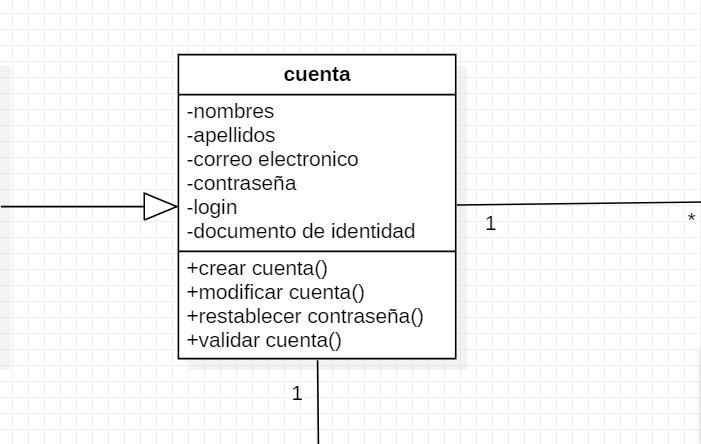 cuenta
-nombres
-apellidos
-correo electronico
-contraseña
-login
-documento de identidad
+crear cuenta()
+modificar cuenta()
+restablecer contraseña()
+validar cuenta()
1
*
1